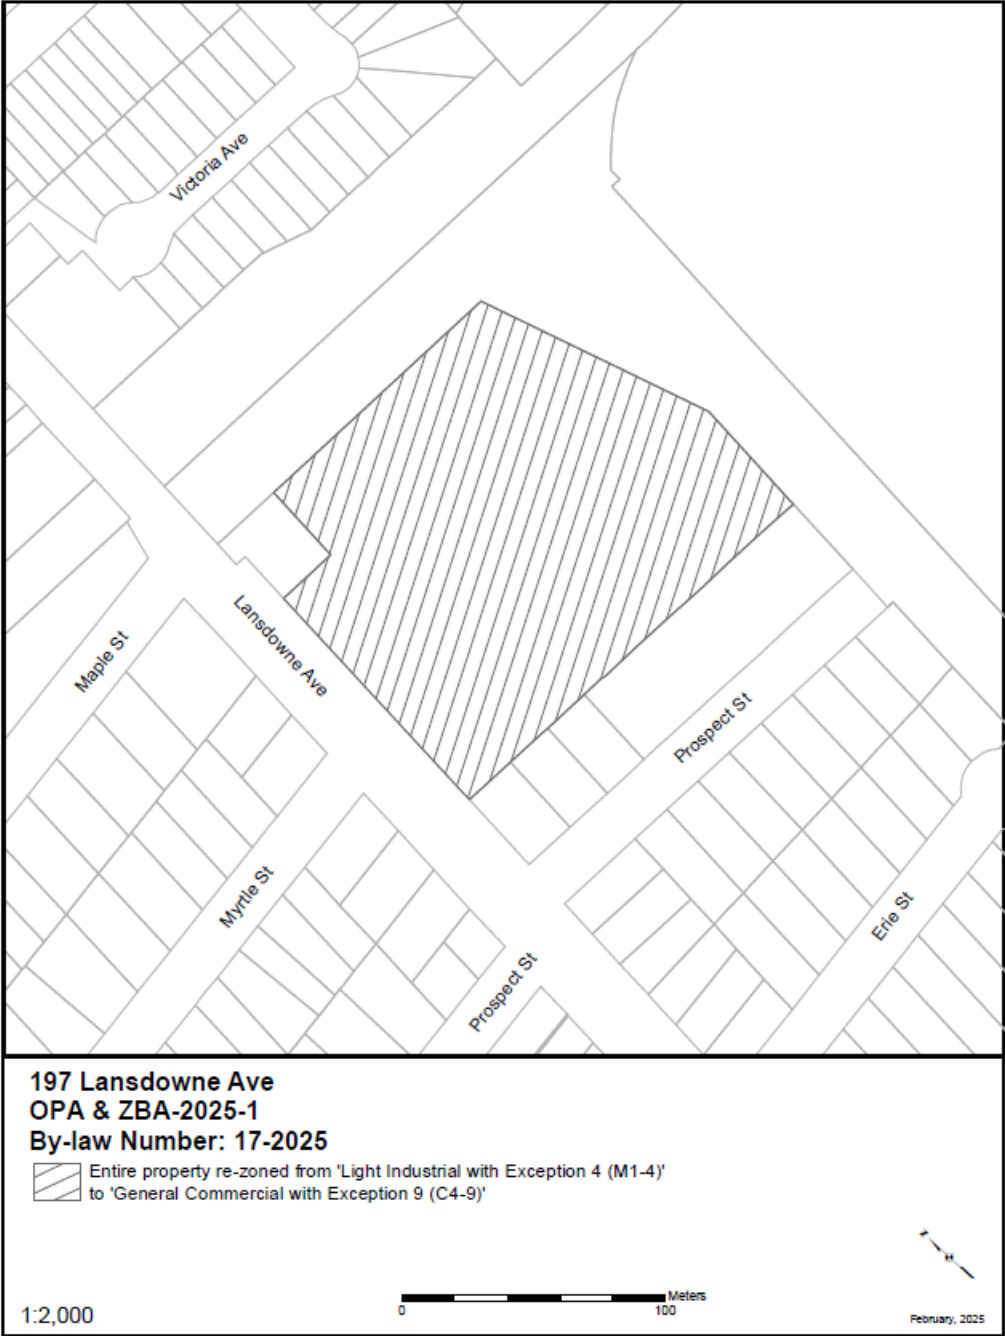 Victoria Ave
Lansdowne Ave
Maple St
Prospect St
Myrtle St
Erie St
Prospect St
197 Lansdowne Ave
OPA & ZBA-2025-1
By-law Number: 17-2025
Entire property re-zoned from 'Light Industrial with Exception 4 (M1-4)'
to 'General Commercial with Exception 9 (C4-9)'
Meters
0 100
1:2,000
February, 2025